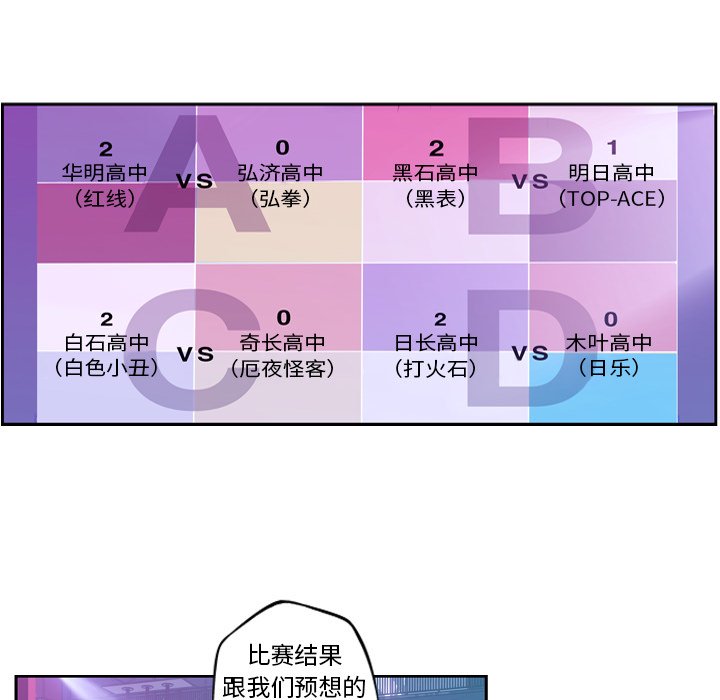 A
2
华明高中
（红线）
VS
0
弘济高中
（弘拳）
B
2
黑石高中
（黑表）
VS
1
明日高中
（TOP-ACE）
C
2
白石高中
（白色小丑）
VS
0
奇长高中
（厄夜怪客）
D
2
日长高中
（打火石）
VS
0
木叶高中
（日乐）
比赛结果
跟我们预想的